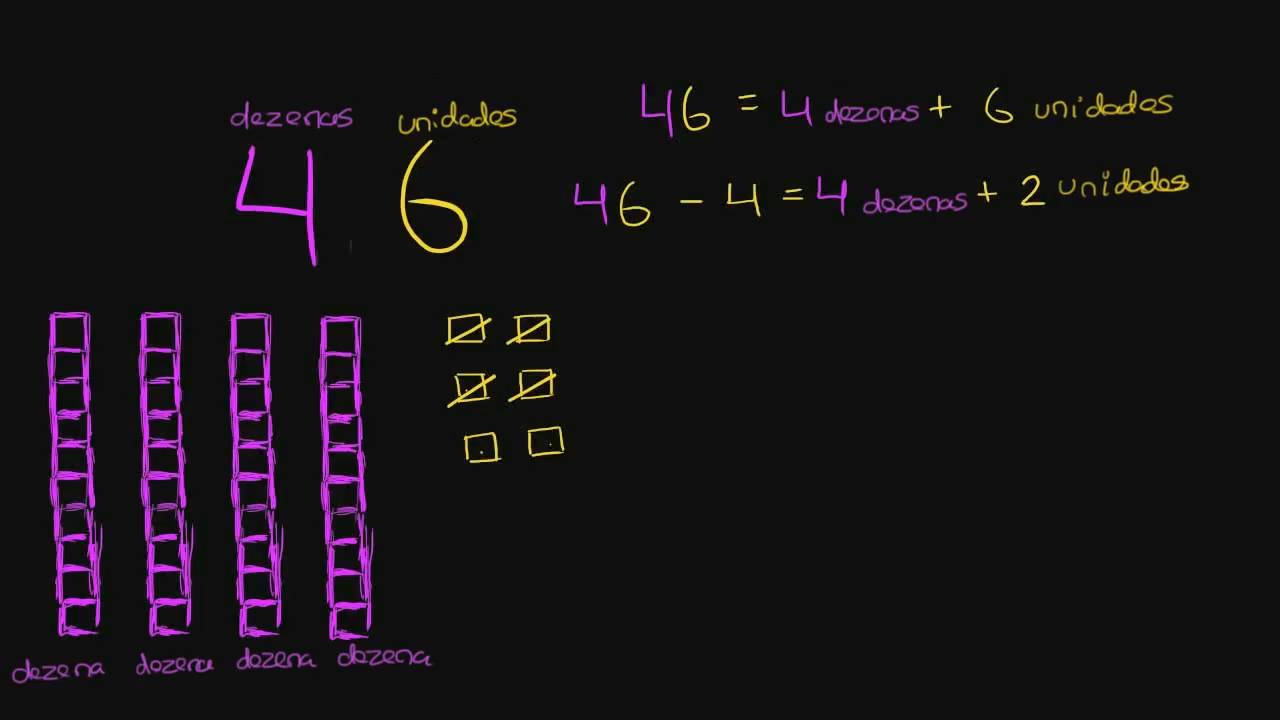 dezenas unidades
4 6
46 = 4 dezenas + 6 unidades
46 - 4 = 4 dezenas + 2 unidades
dezena dezena dezena dezena